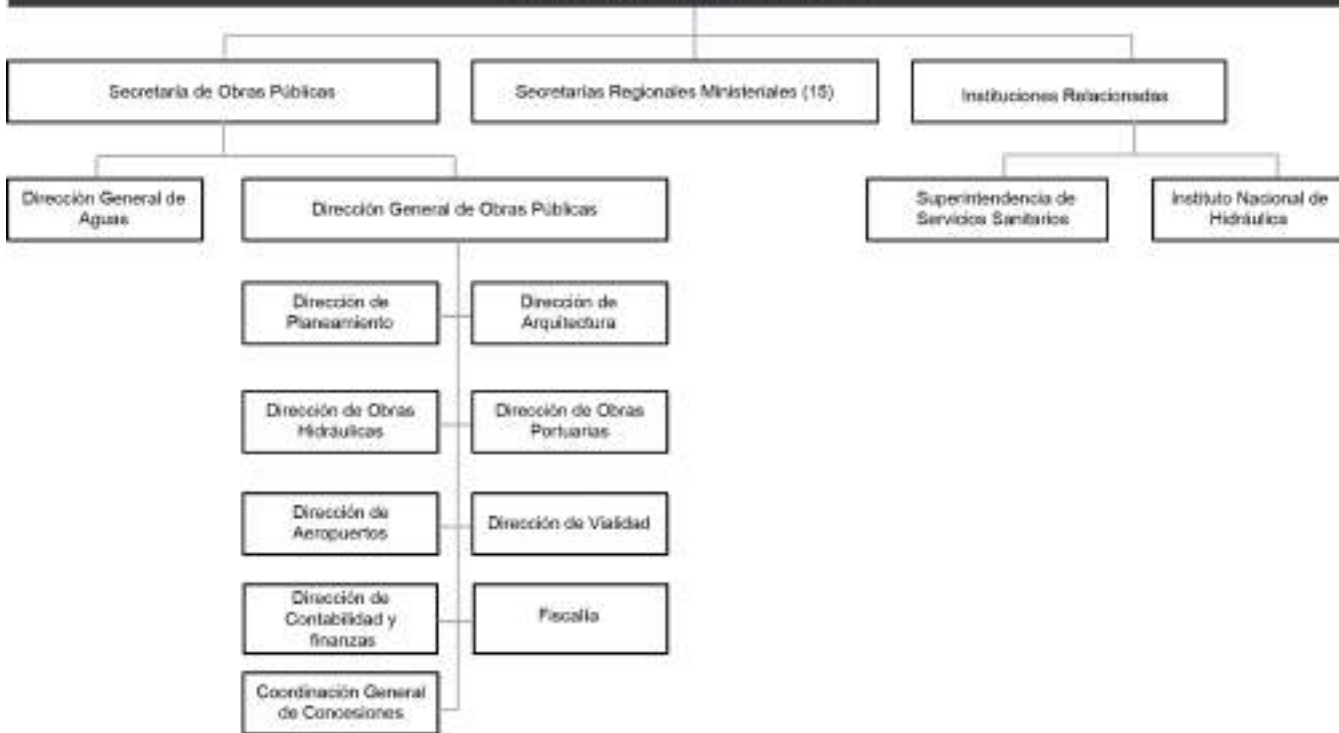 Secretaría de Obras Públicas
Secretarías Regionales Ministeriales (15)
Instituciones Relacionadas
Dirección General de
Aguas
Dirección General de Obras Públicas
Superintendencia de
Servicios Sanitarios
Instituto Nacional de
Hidráulica
Dirección de
Planeamiento
Dirección de
Arquitectura
Dirección de Obras
Hidráulicas
Dirección de Obras
Portuarias
Dirección de
Aeropuertos
Dirección de Vialidad
Dirección de
Contabilidad y
finanzas
Fiscalía
Coordinación General
de Concesiones